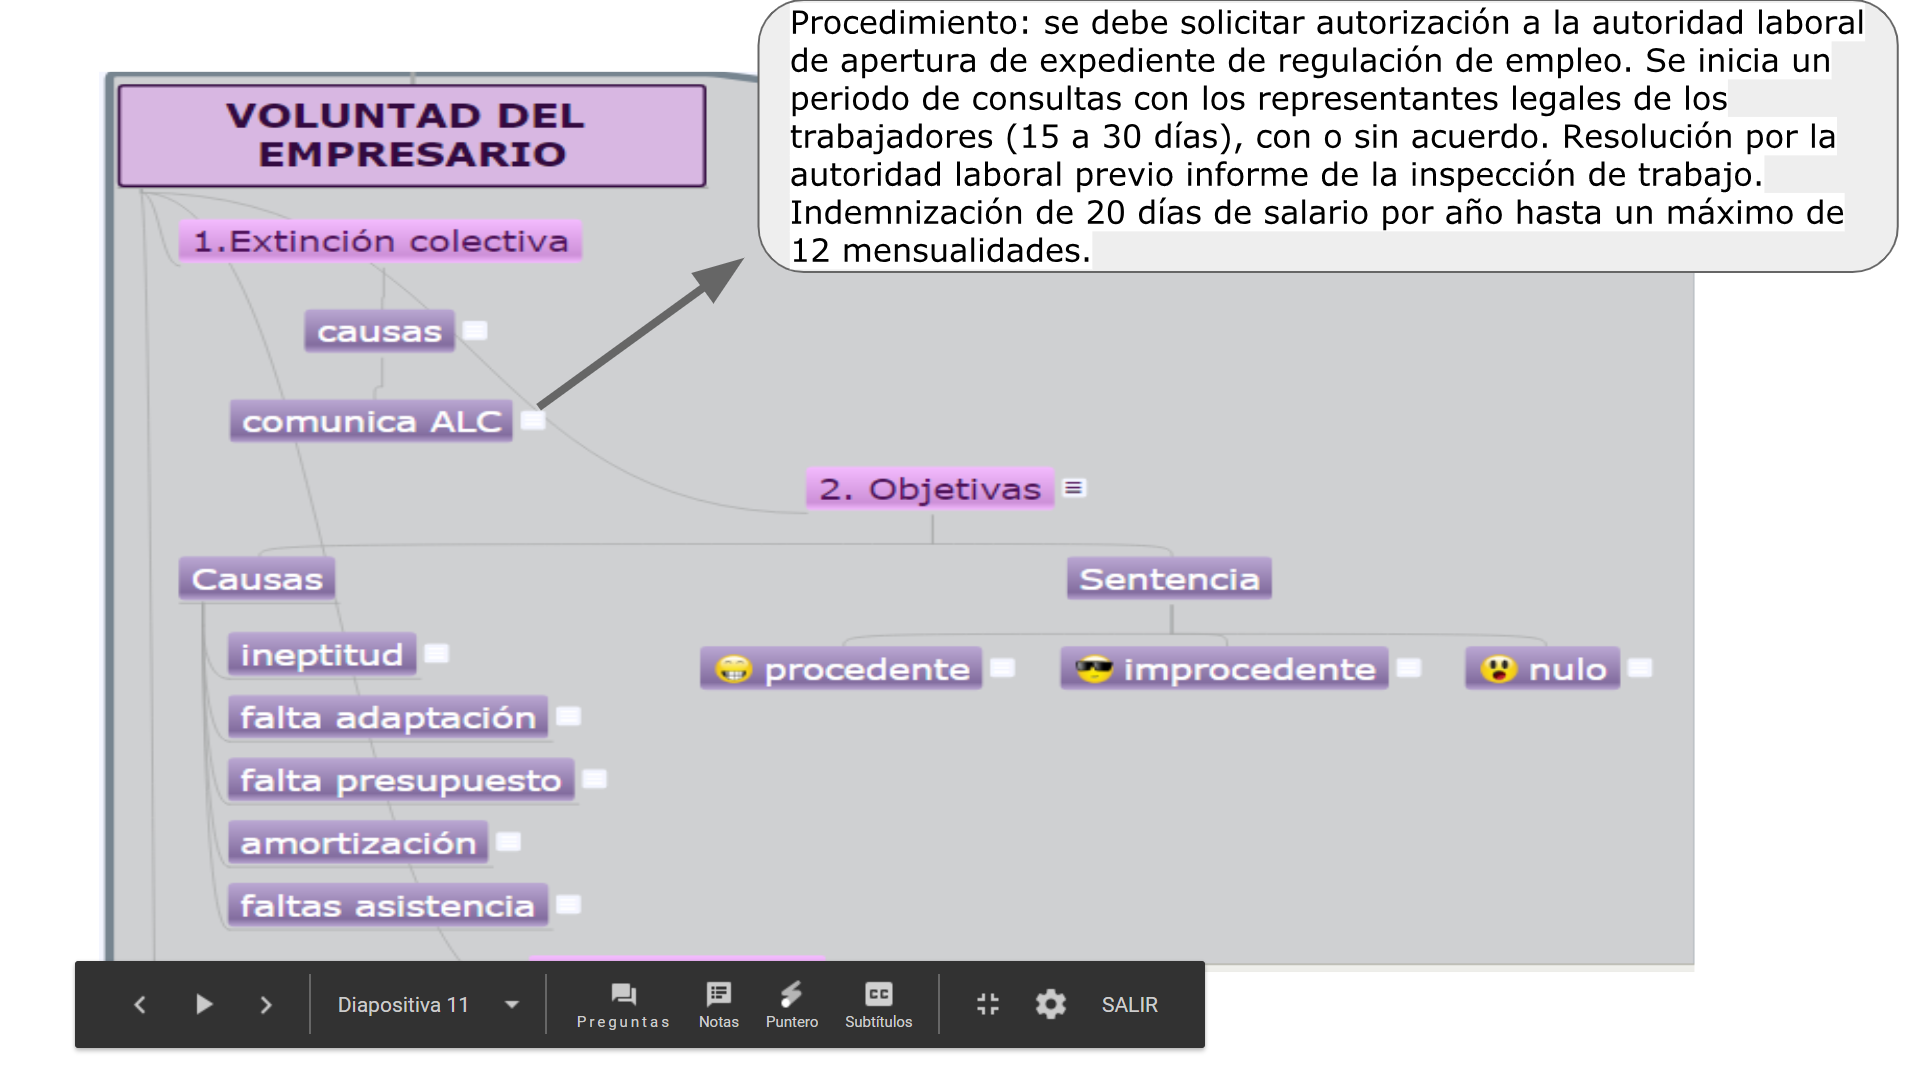 Procedimiento: se debe solicitar autorización a la autoridad laboral
de apertura de expediente de regulación de empleo. Se inicia un
periodo de consultas con los representantes legales de los
trabajadores (15 a 30 días), con o sin acuerdo. Resolución por la
autoridad laboral previo informe de la inspección de trabajo.
Indemnización de 20 días de salario por año hasta un máximo de
12 mensualidades.
VOLUNTAD DEL
EMPRESARIO
1.Extinción colectiva
causas
comunica ALC
2. Objetivas
Causas
Sentencia
ineptitud
procedente
improcedente
nulo
falta adaptación
falta presupuesto
amortización
faltas asistencia
Diapositiva 11
Preguntas
Notas
Puntero
CC
Subtítulos
SALIR